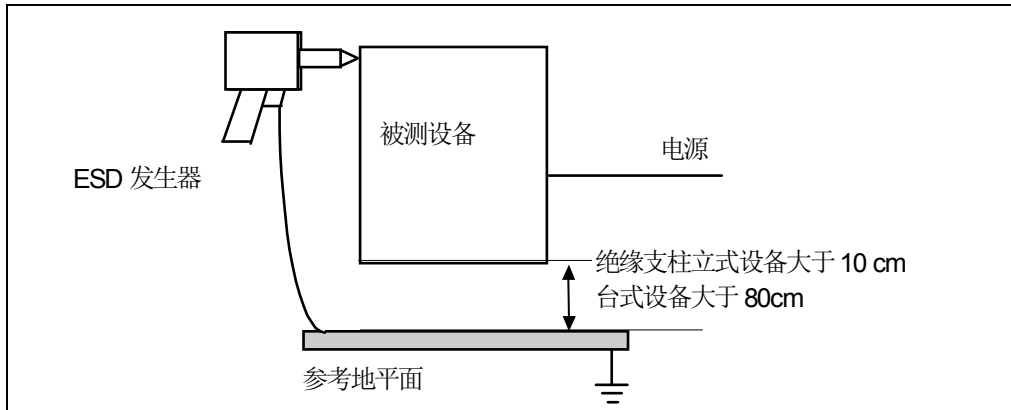 被测设备
电源
ESD 发生器
绝缘支柱立式设备大于 10 cm
台式设备大于 80cm
参考地平面